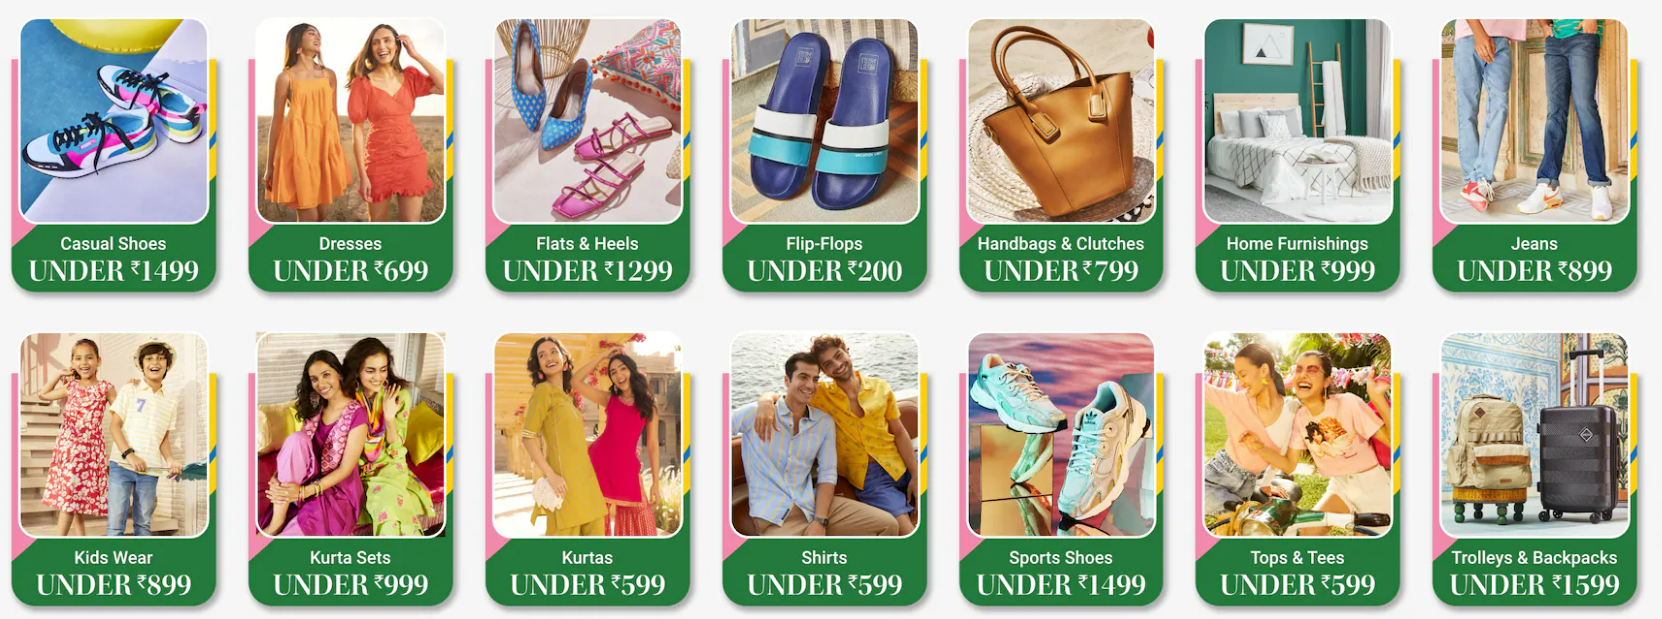 Casual Shoes
UNDER ₹1499
Dresses
UNDER ₹699
Flats & Heels
UNDER ₹1299
Flip-Flops
UNDER ₹200
Handbags & Clutches
UNDER ₹799
Home Furnishings
UNDER ₹999
Jeans
UNDER ₹899
7
Kids Wear
UNDER ₹899
Kurta Sets
UNDER ₹999
Kurtas
UNDER ₹599
Shirts
UNDER ₹599
Sports Shoes
UNDER ₹1499
Tops & Tees
UNDER ₹599
Trolleys & Backpacks
UNDER ₹1599